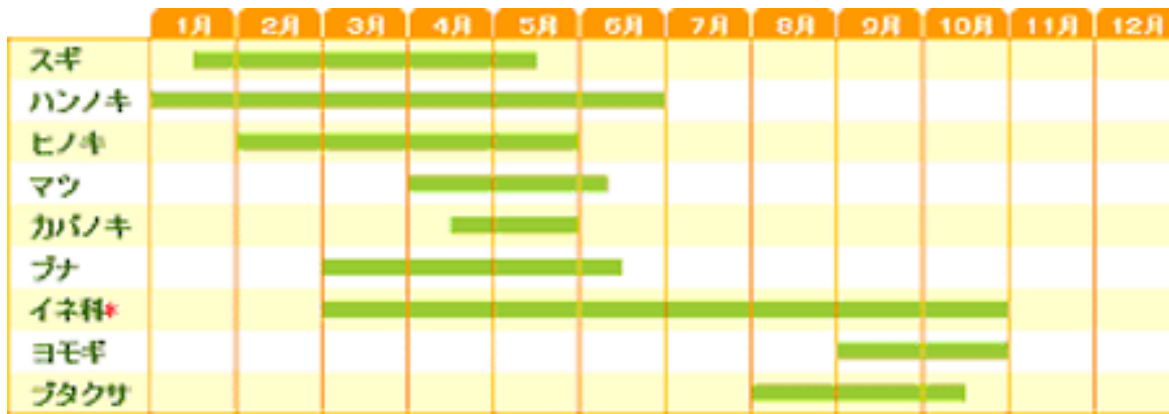 1月 2月 3月 4月 5月 6月 7月 8月 9月 10月 11月 12月
スギ
ハンノキ
ヒノキ
マツ
カバノキ
ブナ
イネ科*
ヨモギ
ブタクサ